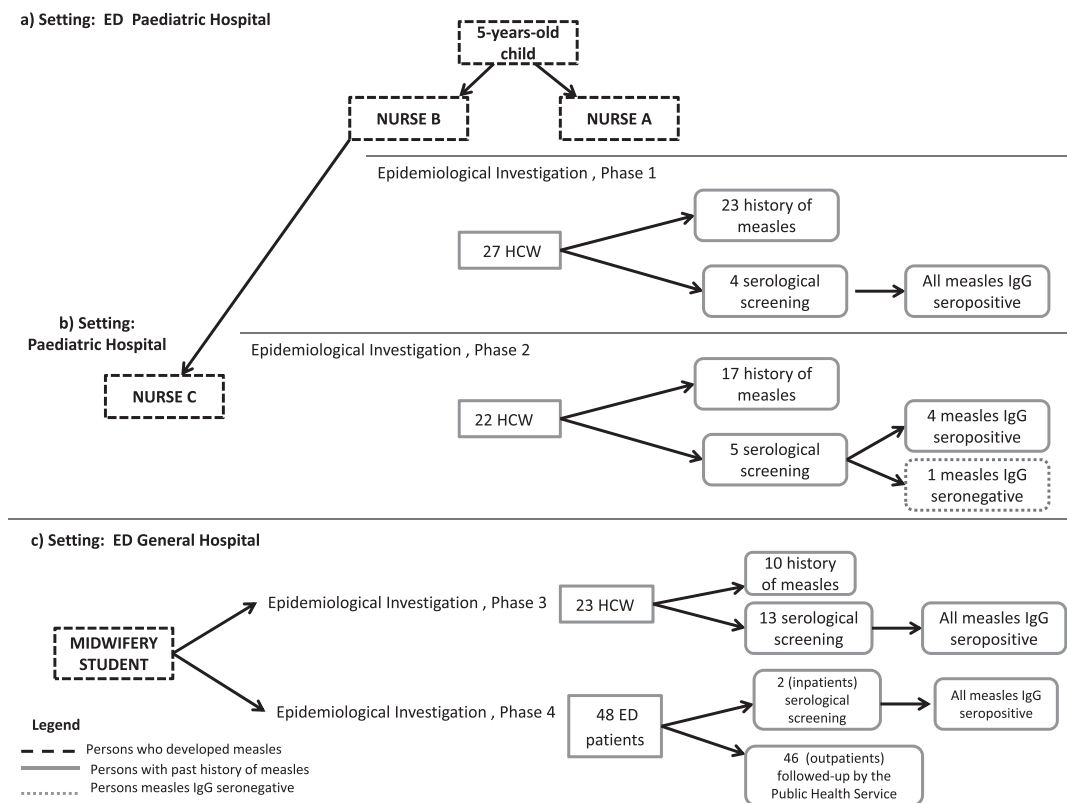 a) Setting: ED Paediatric Hospital
5-years-old
child
NURSE B
NURSE A
Epidemiological Investigation , Phase 1
23 history of
measles
27 HCW
4 serological
screening
All measles IgG
seropositive
b) Setting:
Paediatric Hospital
NURSE C
Epidemiological Investigation , Phase 2
17 history of
measles
22 HCW
5 serological
screening
4 measles IgG
seropositive
1 measles IgG
seronegative
c) Setting: ED General Hospital
MIDWIFERY
STUDENT
Epidemiological Investigation , Phase 3
23 HCW
10 history
of measles
13 serological
screening
All measles IgG
seropositive
Epidemiological Investigation , Phase 4
48 ED
patients
2 (inpatients)
serological
screening
All measles IgG
seropositive
46 (outpatients)
followed-up by the
Public Health Service
Legend
Persons who developed measles
Persons with past history of measles
Persons measles IgG seronegative